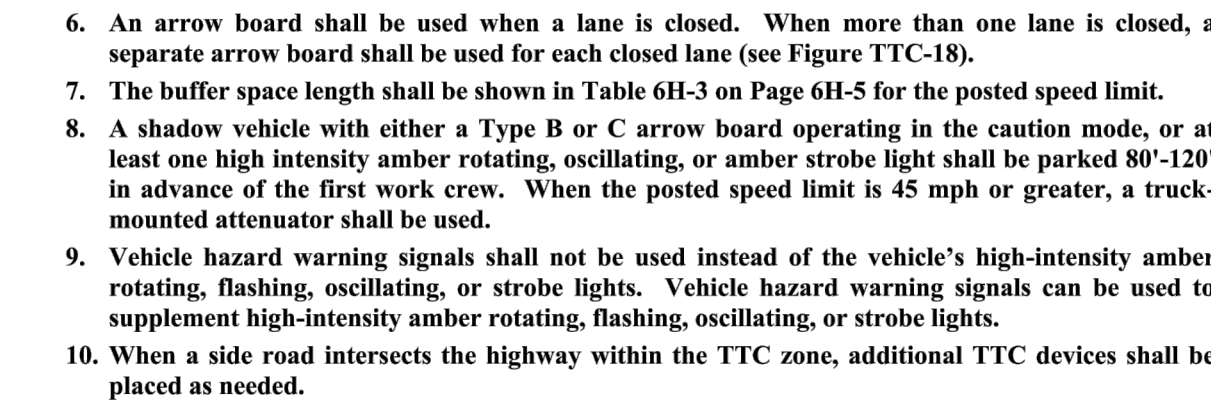 6. An arrow board shall be used when a lane is closed. When more than one lane is closed, a
separate arrow board shall be used for each closed lane (see Figure TTC-18).
7. The buffer space length shall be shown in Table 6H-3 on Page 6H-5 for the posted speed limit.
8. A shadow vehicle with either a Type B or C arrow board operating in the caution mode, or at
least one high intensity amber rotating, oscillating, or amber strobe light shall be parked 80'-120'
in advance of the first work crew. When the posted speed limit is 45 mph or greater, a truck-
mounted attenuator shall be used.
9. Vehicle hazard warning signals shall not be used instead of the vehicle’s high-intensity amber
rotating, flashing, oscillating, or strobe lights. Vehicle hazard warning signals can be used to
supplement high-intensity amber rotating, flashing, oscillating, or strobe lights.
10. When a side road intersects the highway within the TTC zone, additional TTC devices shall be
placed as needed.